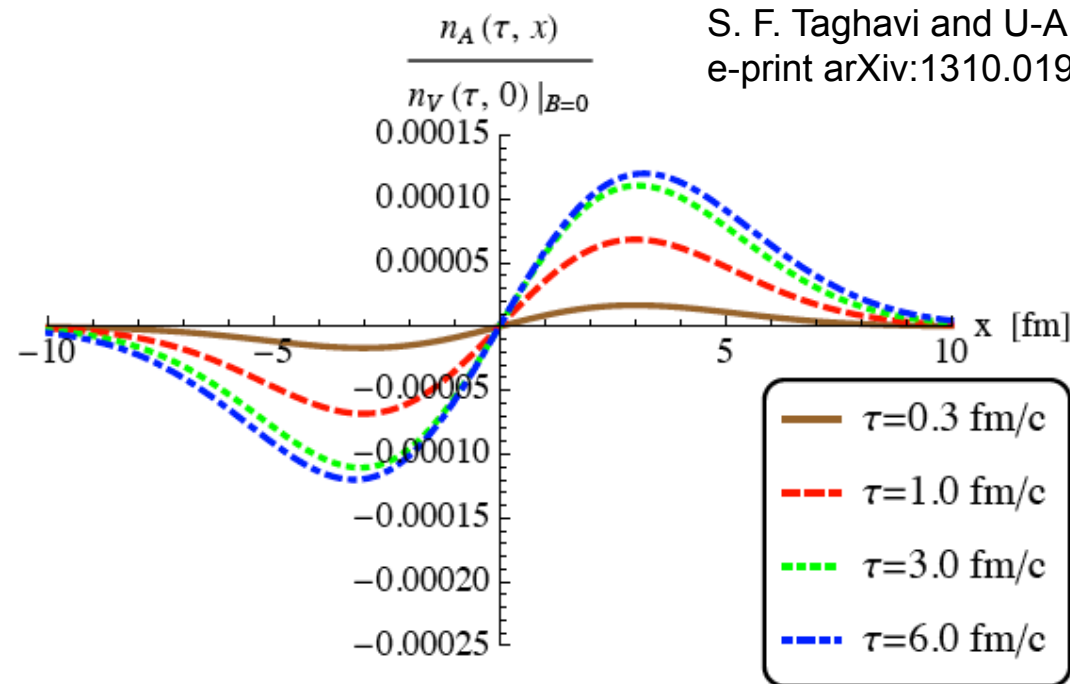 n_A (τ, x)
n_V (τ, 0) |_{B=0}
S. F. Taghavi and U-A
e-print arXiv:1310.019
0.00015
0.00010
0.00005
−10
−5
5
10
x [fm]
−0.00005
−0.00010
−0.00015
−0.00020
−0.00025
τ=0.3 fm/c
τ=1.0 fm/c
τ=3.0 fm/c
τ=6.0 fm/c